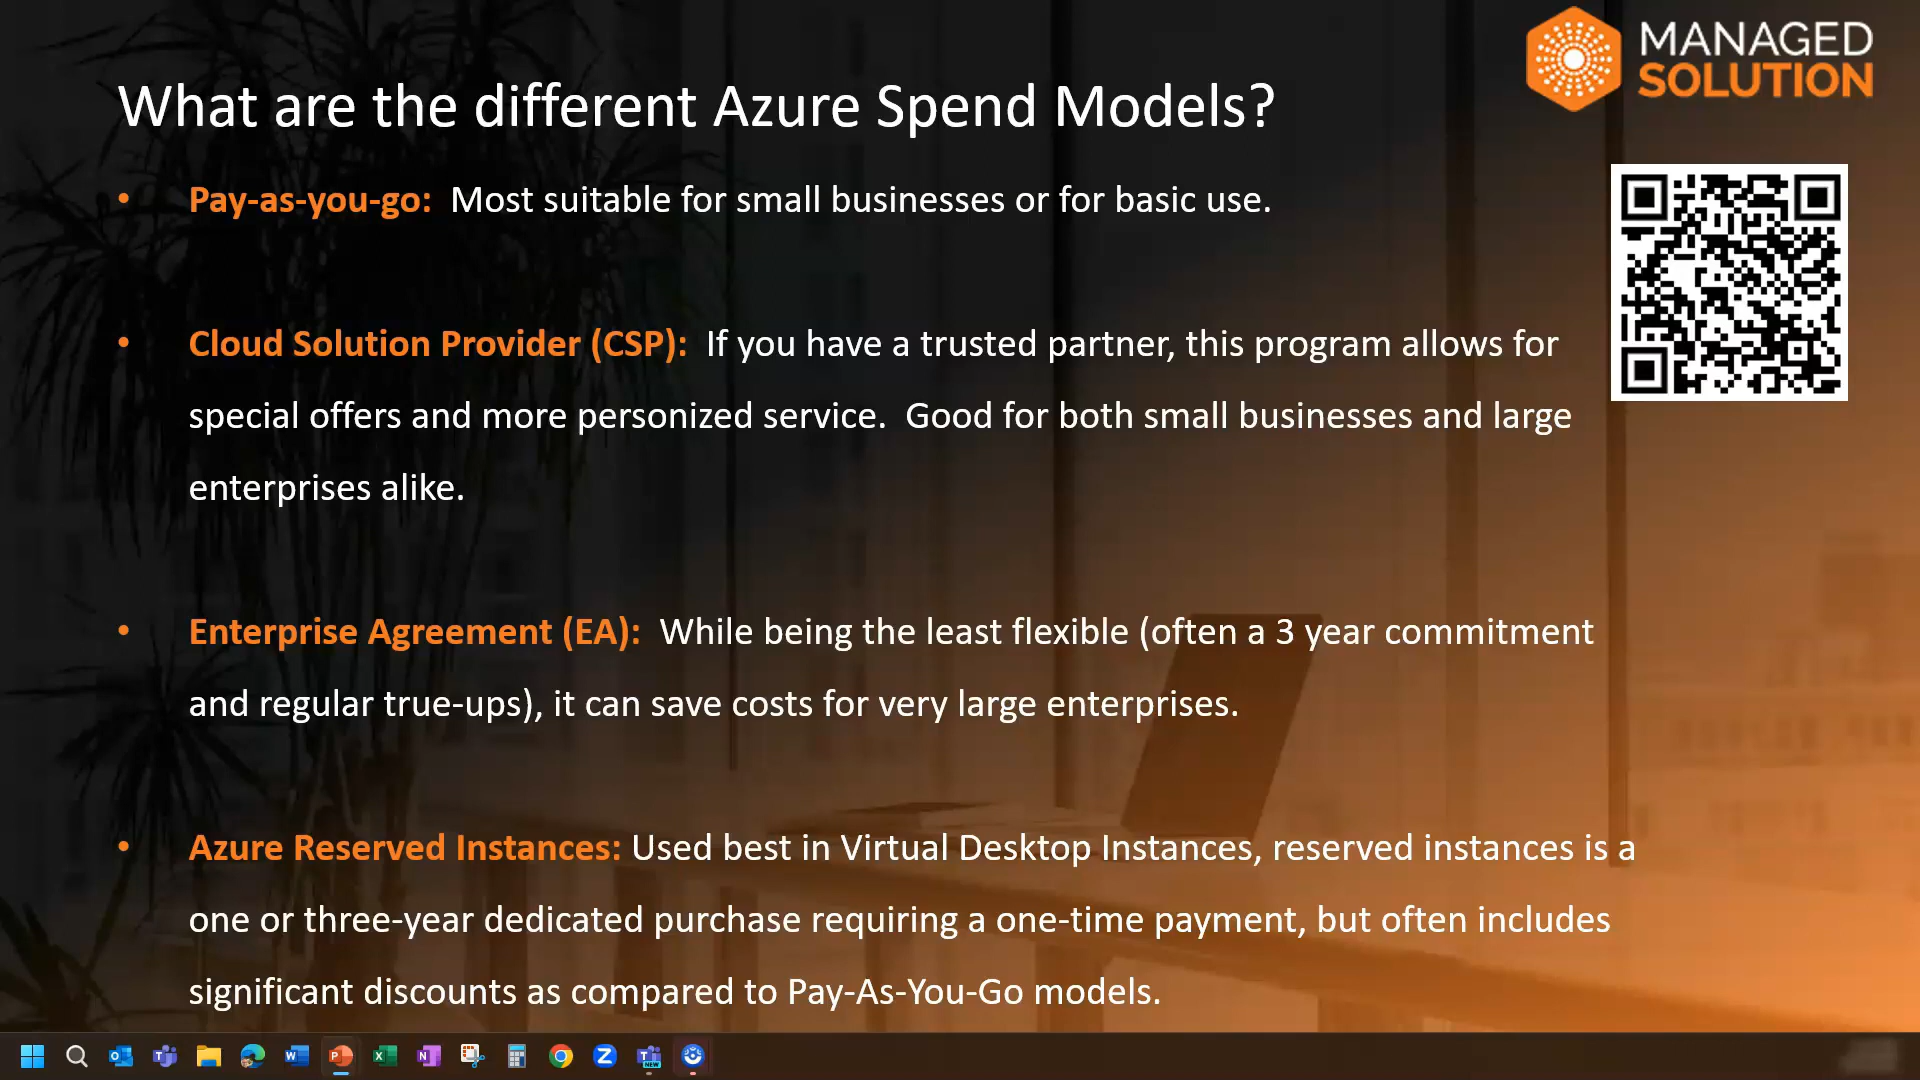 MANAGED
SOLUTION
What are the different Azure Spend Models?
• Pay-as-you-go: Most suitable for small businesses or for basic use.
• Cloud Solution Provider (CSP): If you have a trusted partner, this program allows for
special offers and more personized service. Good for both small businesses and large
enterprises alike.
• Enterprise Agreement (EA): While being the least flexible (often a 3 year commitment
and regular true-ups), it can save costs for very large enterprises.
• Azure Reserved Instances: Used best in Virtual Desktop Instances, reserved instances is a
one or three-year dedicated purchase requiring a one-time payment, but often includes
significant discounts as compared to Pay-As-You-Go models.